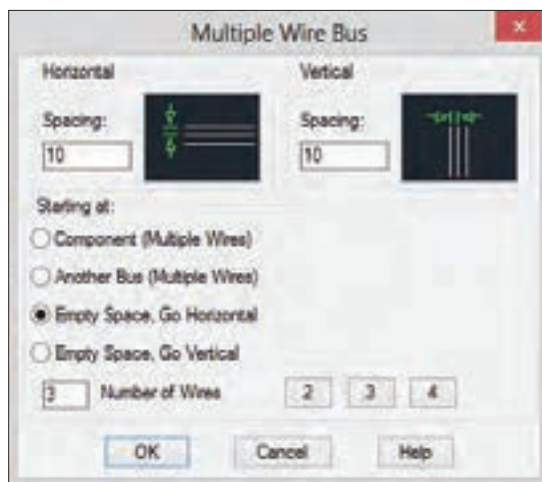 Multiple Wire Bus
x
Horizontal
Vertical
Spacing:
Spacing:
10
10
Starting at:
Component (Multiple Wires)
Another Bus (Multiple Wires)
Empty Space, Go Horizontal
Empty Space, Go Vertical
3 Number of Wires 2 3 4
OK Cancel Help